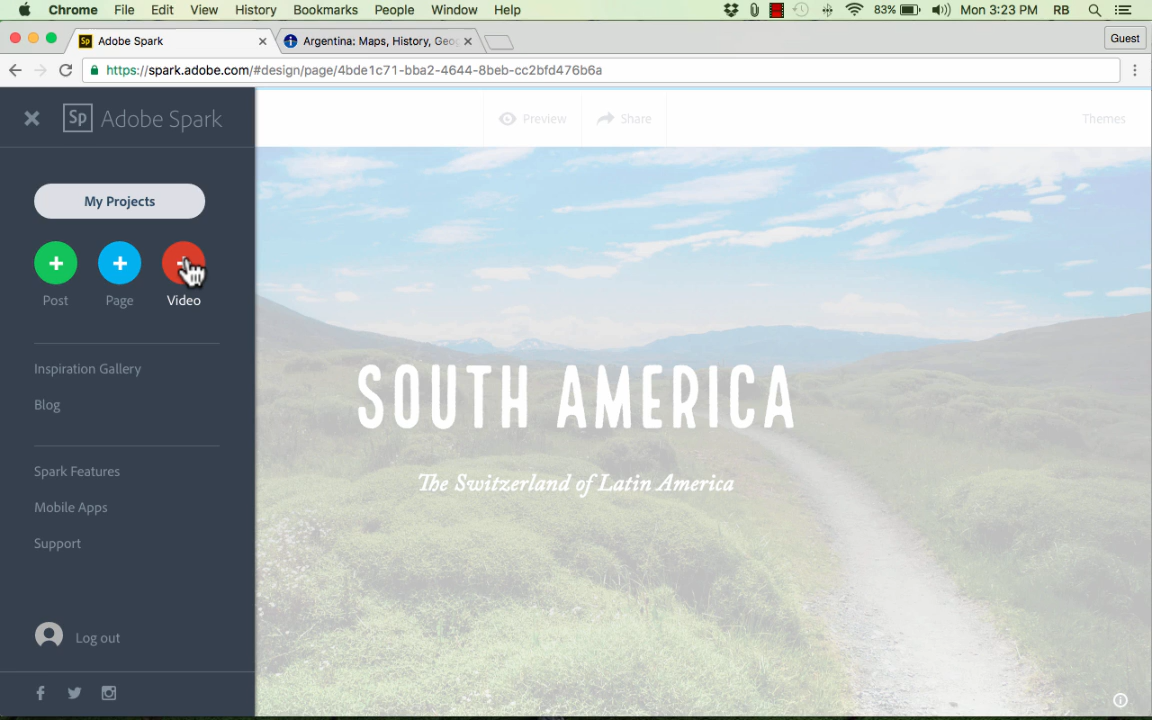 Chrome File Edit View History Bookmarks People Window Help 83% Mon 3:23 PM RB
Sp Adobe Spark
Argentina: Maps, History, Geog
Guest
https://spark.adobe.com/#design/page/4bde1c71-bba2-4644-8beb-cc2bfd476b6a
Sp Adobe Spark
Preview Share Themes
My Projects
Post Page Video
Inspiration Gallery
Blog
Spark Features
Mobile Apps
Support
Log out
SOUTH AMERICA
The Switzerland of Latin America